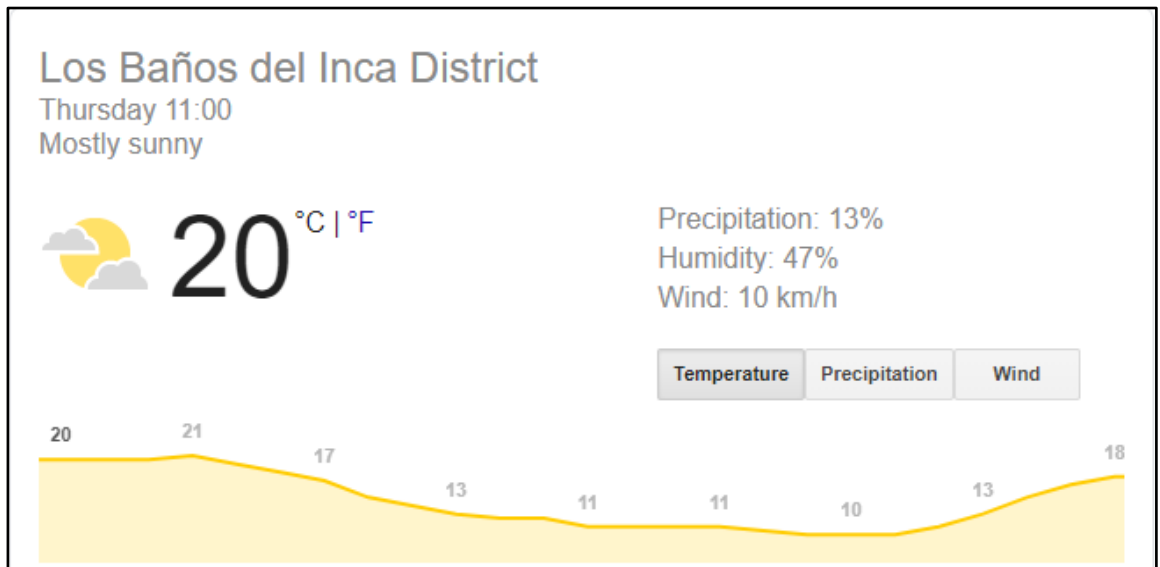 Los Baños del Inca District
Thursday 11:00
Mostly sunny
20 °C | °F
Precipitation: 13%
Humidity: 47%
Wind: 10 km/h
Temperature Precipitation Wind
20 21 17 13 11 11 10 13 18